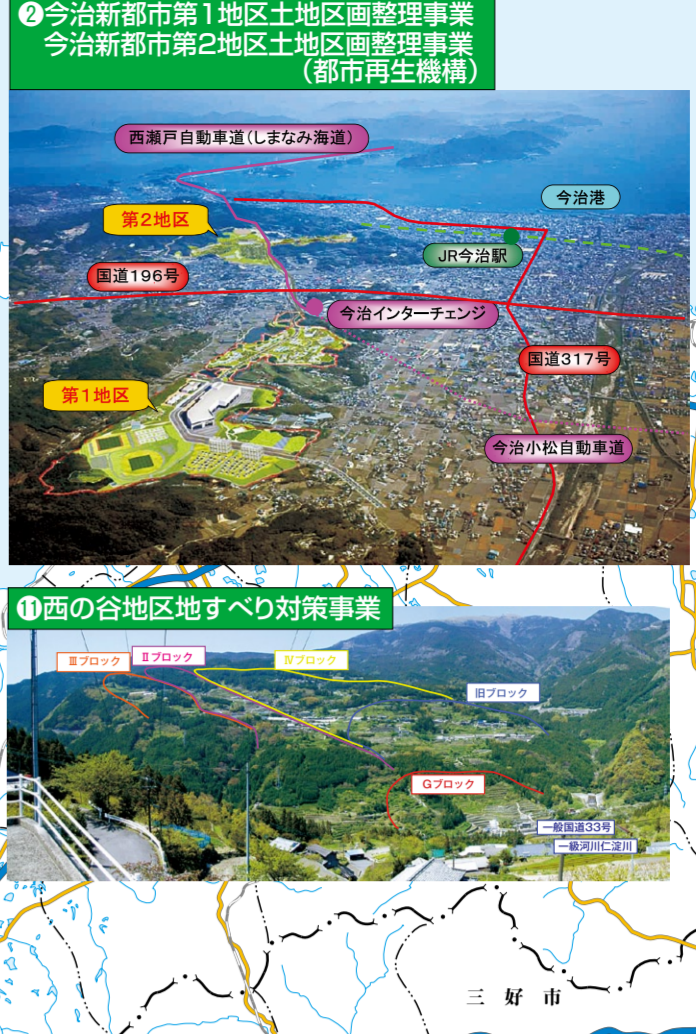 ❷今治新都市第1地区土地区画整理事業
今治新都市第2地区土地区画整理事業
（都市再生機構）
西瀬戸自動車道(しまなみ海道)
今治港
第2地区
JR今治駅
国道196号
今治インターチェンジ
国道317号
第1地区
今治小松自動車道
⓫西の谷地区地すべり対策事業
Ⅲブロック
Ⅱブロック
Ⅳブロック
旧ブロック
Gブロック
一般国道33号
一級河川仁淀川
三好市